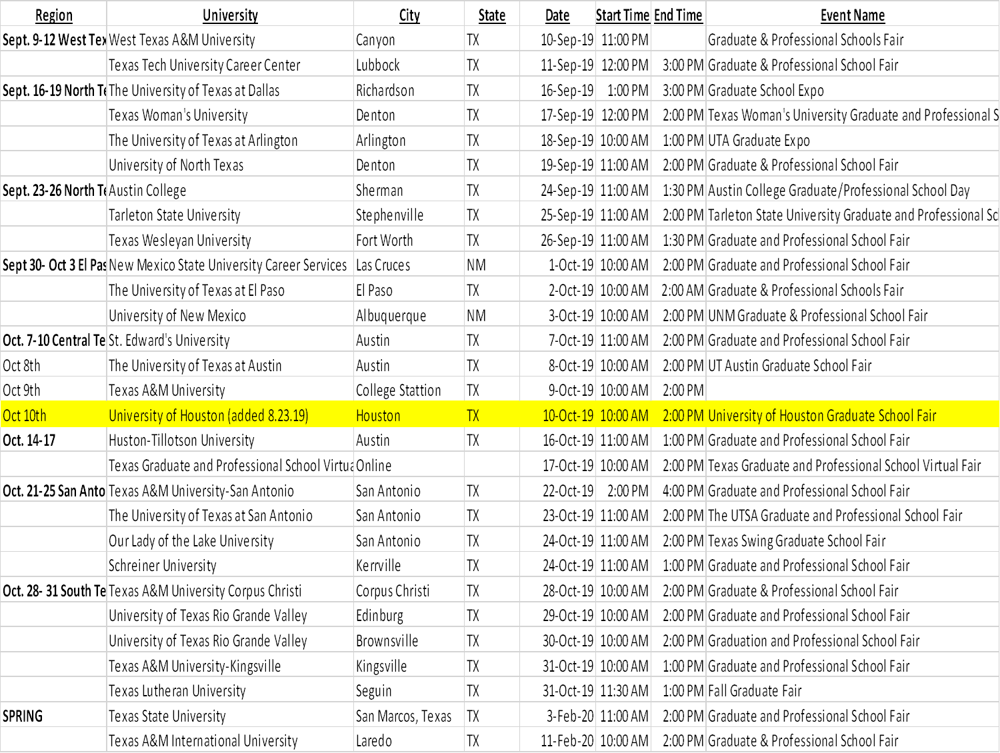 Region University City State Date Start Time End Time Event Name
Sept. 9-12 West Tex West Texas A&M University Canyon TX 10-Sep-19 11:00 PM Graduate & Professional Schools Fair
Texas Tech University Career Center Lubbock TX 11-Sep-19 12:00 PM 3:00 PM Graduate & Professional School Fair
Sept. 16-19 North Te The University of Texas at Dallas Richardson TX 16-Sep-19 1:00 PM 3:00 PM Graduate School Expo
Texas Woman's University Denton TX 17-Sep-19 12:00 PM 2:00 PM Texas Woman's University Graduate and Professional S
The University of Texas at Arlington Arlington TX 18-Sep-19 10:00 AM 1:00 PM UTA Graduate Expo
University of North Texas Denton TX 19-Sep-19 11:00 AM 2:00 PM Graduate & Professional School Fair
Sept. 23-26 North Te Austin College Sherman TX 24-Sep-19 11:00 AM 1:30 PM Austin College Graduate/Professional School Day
Tarleton State University Stephenville TX 25-Sep-19 11:00 AM 2:00 PM Tarleton State University Graduate and Professional Sc
Texas Wesleyan University Fort Worth TX 26-Sep-19 11:00 AM 1:30 PM Graduate and Professional School Fair
Sept 30- Oct 3 El Pas New Mexico State University Career Services Las Cruces NM 1-Oct-19 10:00 AM 2:00 PM Graduate and Professional School Fair
The University of Texas at El Paso El Paso TX 2-Oct-19 10:00 AM 2:00 AM Graduate & Professional Schools Fair
University of New Mexico Albuquerque NM 3-Oct-19 10:00 AM 2:00 PM UNM Graduate & Professional School Fair
Oct. 7-10 Central Te St. Edward's University Austin TX 7-Oct-19 11:00 AM 2:00 PM Graduate and Professional School Fair
Oct 8th The University of Texas at Austin Austin TX 8-Oct-19 10:00 AM 2:00 PM UT Austin Graduate School Fair
Oct 9th Texas A&M University College Stattion TX 9-Oct-19 10:00 AM 2:00 PM
Oct 10th University of Houston (added 8.23.19) Houston TX 10-Oct-19 10:00 AM 2:00 PM University of Houston Graduate School Fair
Oct. 14-17 Huston-Tillotson University Austin TX 16-Oct-19 11:00 AM 1:00 PM Graduate and Professional School Fair
Texas Graduate and Professional School Virtua Online 17-Oct-19 10:00 AM 2:00 PM Texas Graduate and Professional School Virtual Fair
Oct. 21-25 San Anto Texas A&M University-San Antonio San Antonio TX 22-Oct-19 2:00 PM 4:00 PM Graduate and Professional School Fair
The University of Texas at San Antonio San Antonio TX 23-Oct-19 11:00 AM 2:00 PM The UTSA Graduate and Professional School Fair
Our Lady of the Lake University San Antonio TX 24-Oct-19 11:00 AM 2:00 PM Texas Swing Graduate School Fair
Schreiner University Kerrville TX 24-Oct-19 11:00 AM 1:00 PM Graduate and Professional School Fair
Oct. 28- 31 South Te Texas A&M University Corpus Christi Corpus Christi TX 28-Oct-19 10:00 AM 2:00 PM Graduate & Professional School Fair
University of Texas Rio Grande Valley Edinburg TX 29-Oct-19 10:00 AM 2:00 PM Graduate and Professional School Fair
University of Texas Rio Grande Valley Brownsville TX 30-Oct-19 10:00 AM 2:00 PM Graduation and Professional School Fair
Texas A&M University-Kingsville Kingsville TX 31-Oct-19 10:00 AM 1:00 PM Graduate and Professional School Fair
Texas Lutheran University Seguin TX 31-Oct-19 11:30 AM 1:00 PM Fall Graduate Fair
SPRING Texas State University San Marcos, Texas TX 3-Feb-20 11:00 AM 2:00 PM Graduate and Professional School Fair
Texas A&M International University Laredo TX 11-Feb-20 10:00 AM 2:00 PM Graduate & Professional School Fair